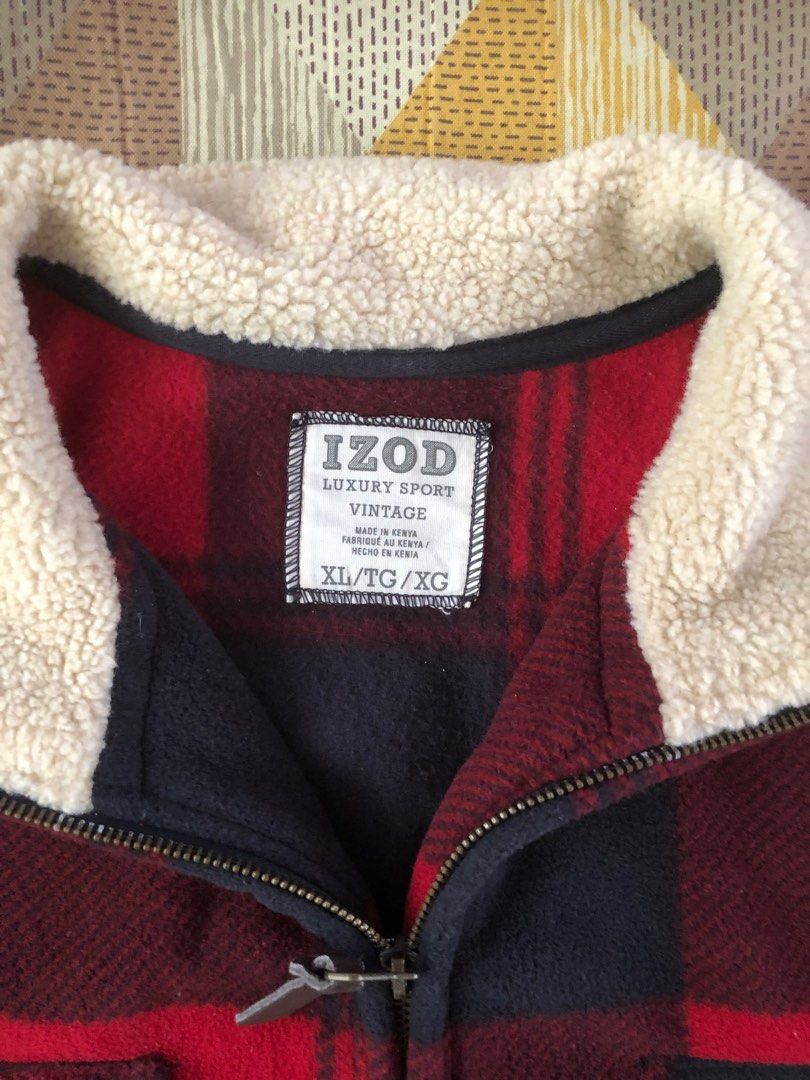 IZOD
LUXURY SPORT
VINTAGE
MADE IN KENYA
FABRIQUÉ AU KENYA /
HECHO EN KENIA
XL/TG/XG